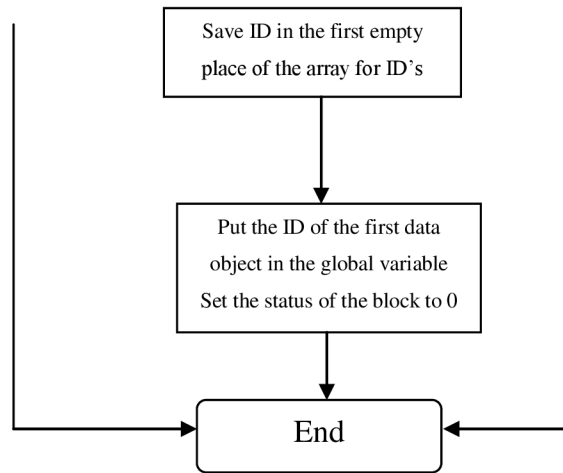 Save ID in the first empty
place of the array for ID’s
Put the ID of the first data
object in the global variable
Set the status of the block to 0
End